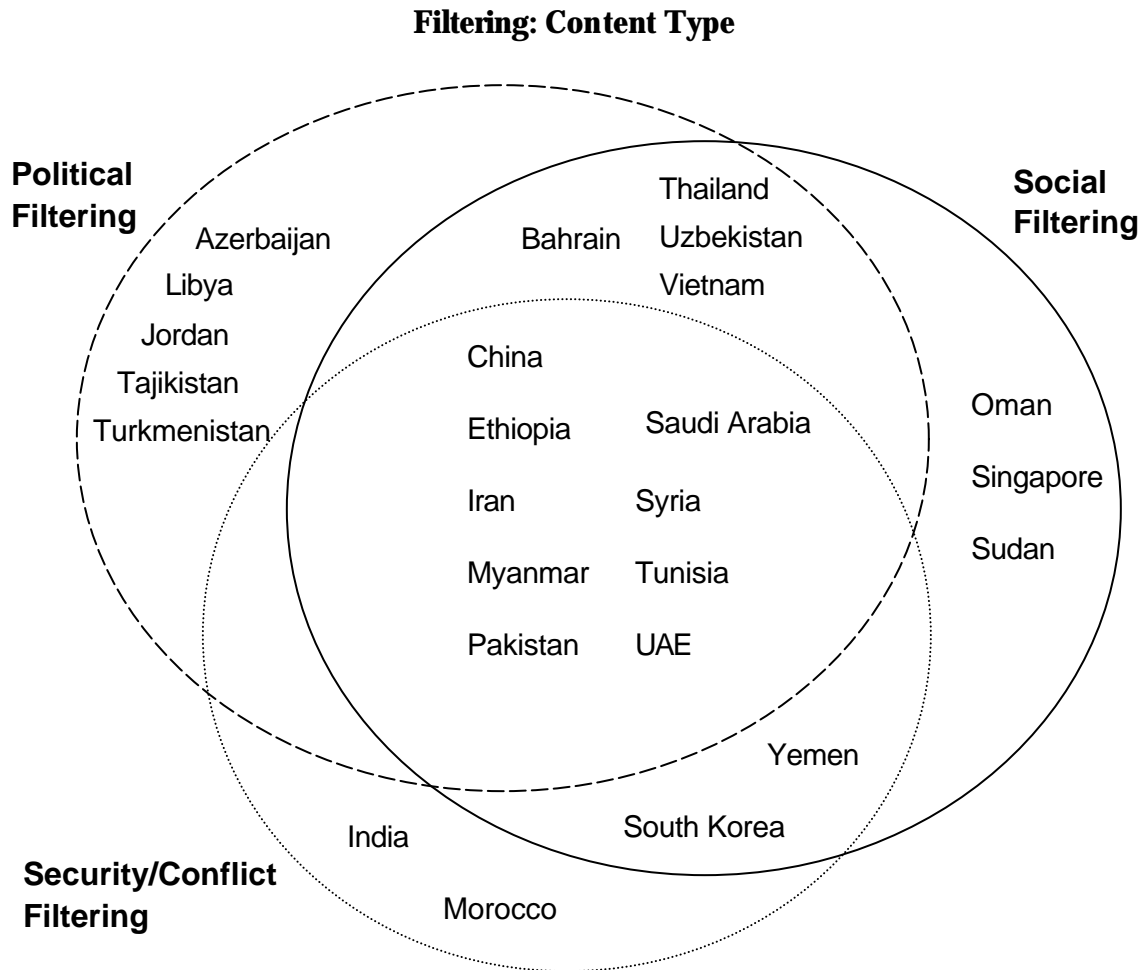 Filtering: Content Type
Political
Filtering
Social
Filtering
Azerbaijan
Libya
Jordan
Tajikistan
Turkmenistan
Bahrain
Thailand
Uzbekistan
Vietnam
China
Ethiopia
Iran
Myanmar
Pakistan
Saudi Arabia
Syria
Tunisia
UAE
Oman
Singapore
Sudan
Yemen
South Korea
India
Morocco
Security/Conflict
Filtering